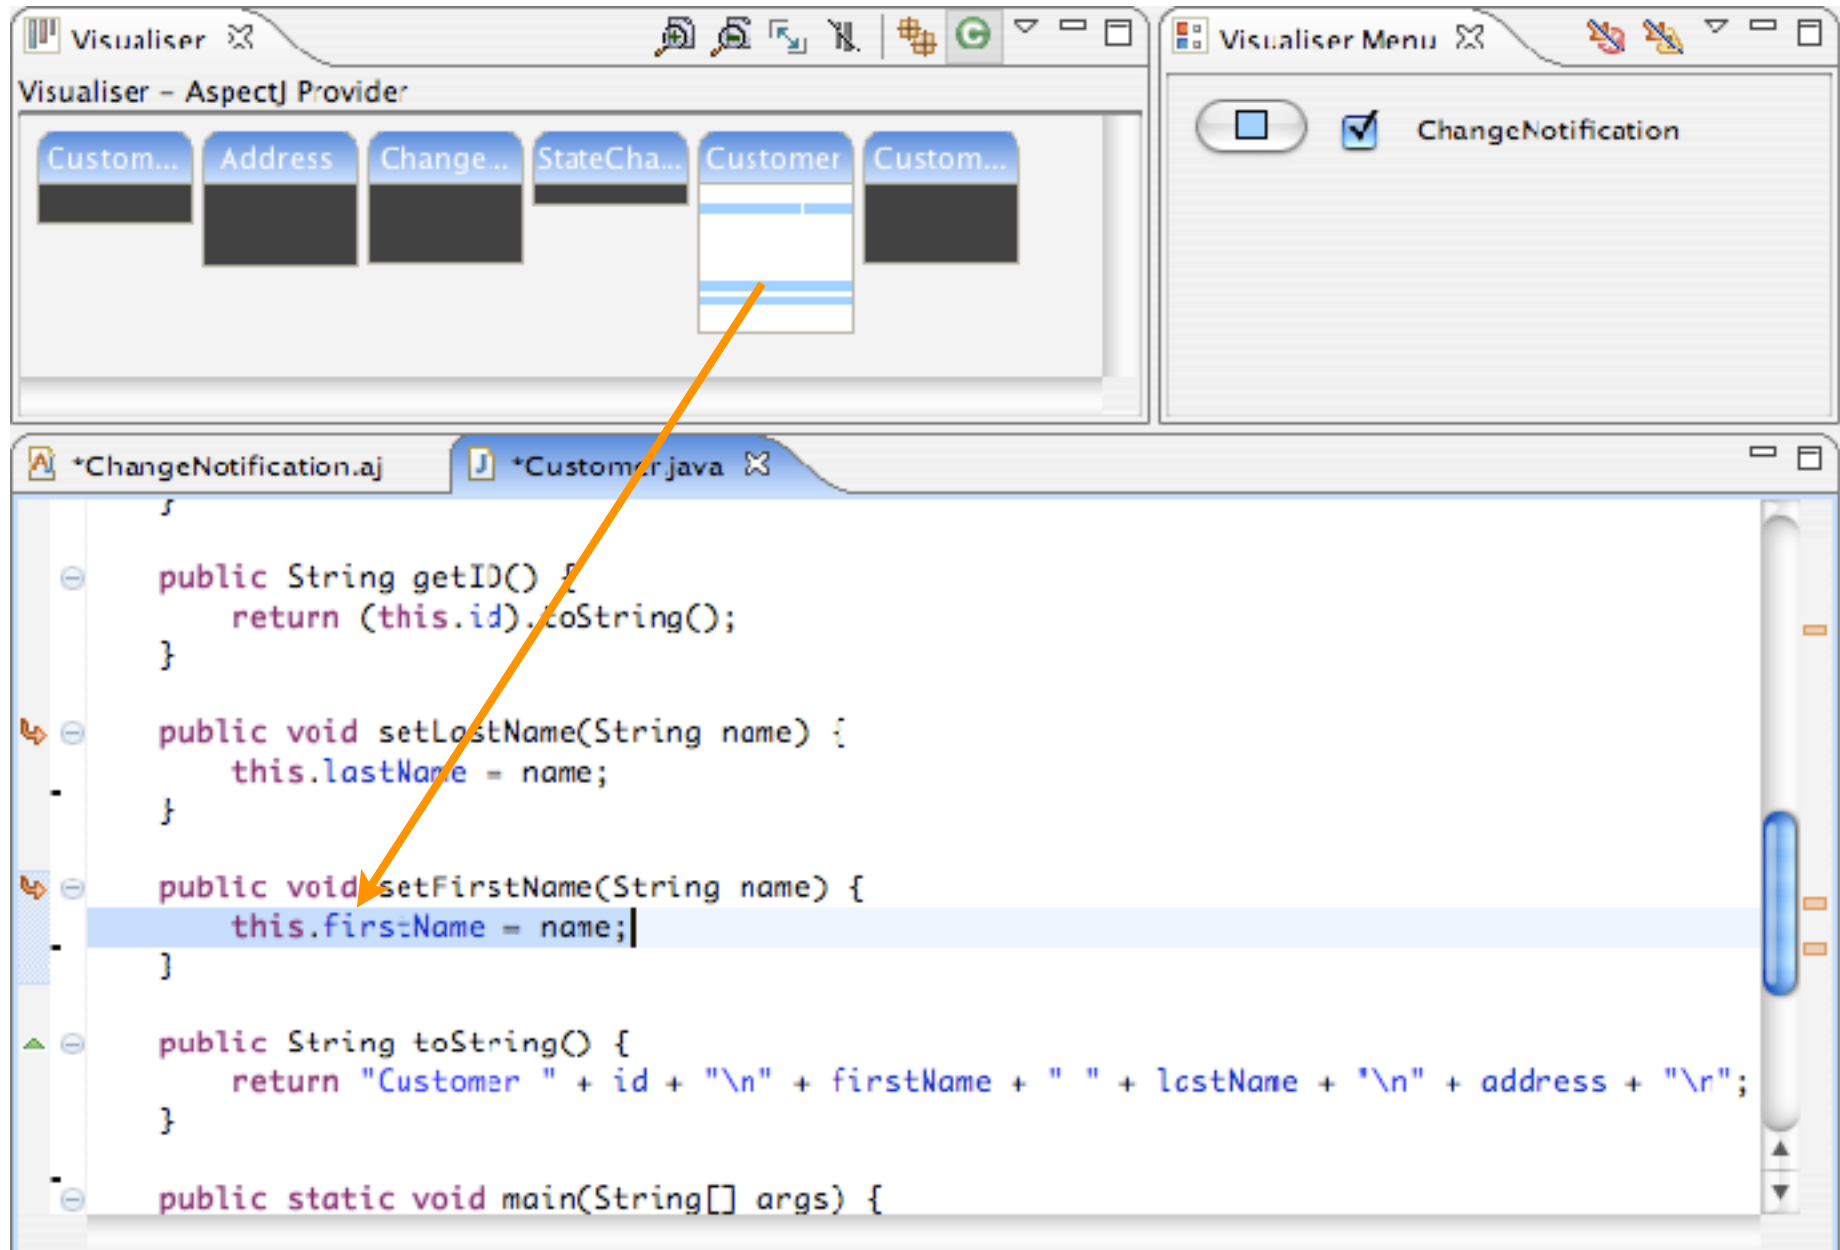 Visualiser
Visualiser Menu
Visualiser - AspectJ Provider
Custom... Address Change... StateCha... Customer Custom...
ChangeNotification
*ChangeNotification.aj *Customer.java
}
public String getID() {
return (this.id).toString();
}
public void setLastName(String name) {
this.lastName = name;
}
public void setFirstName(String name) {
this.firstName = name;
}
public String toString() {
return "Customer " + id + "\n" + firstName + " " + lastName + "\n" + address + "\n";
}
public static void main(String[] args) {